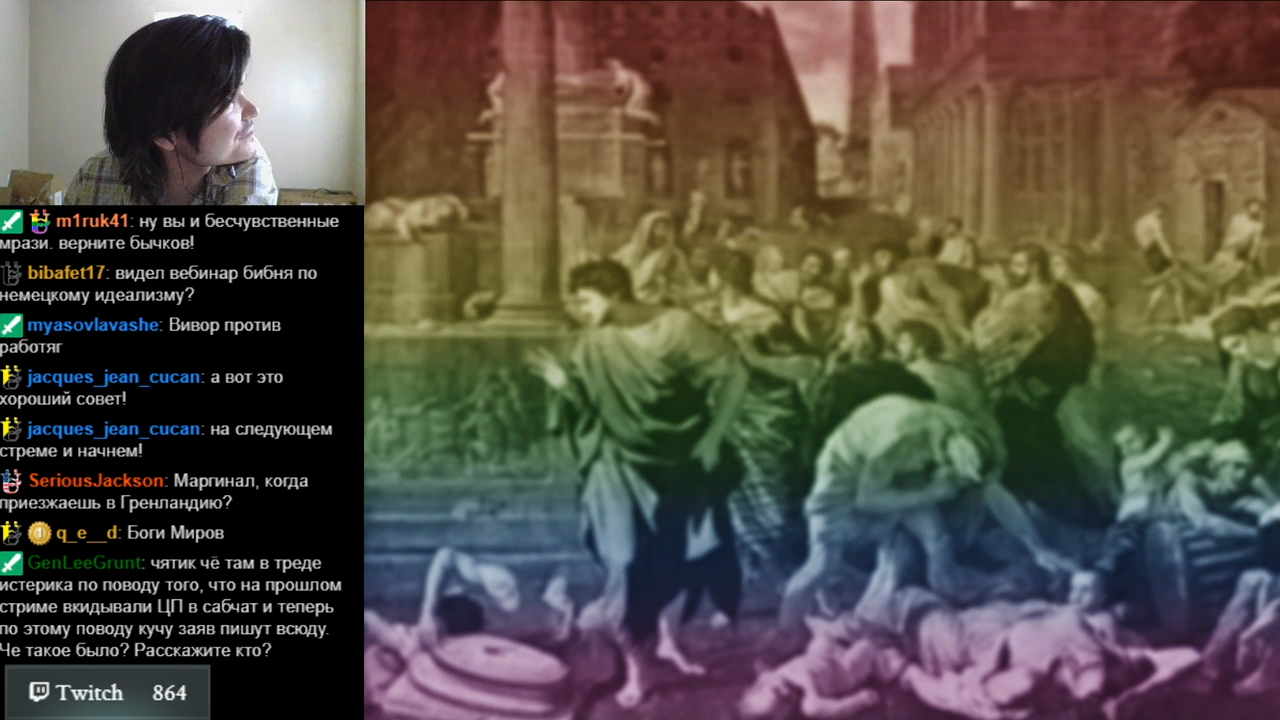 m1ruk41: ну вы и бесчувственные
мрази. верните бычков!
bibafet17: видел вебинар бибня по
немецкому идеализму?
myasovlavashe: Вивор против
работяг
jacques_jean_cucan: а вот это
хороший совет!
jacques_jean_cucan: на следующем
стриме и начнем!
SeriousJackson: Маргинал, когда
приезжаешь в Гренландию?
1 q_e__d: Боги Миров
GenLeeGrunt: чятик чё там в треде
истерика по поводу того, что на прошлом
стриме вкидывали ЦП в сабчат и теперь
по этому поводу кучу заяв пишут всюду.
Че такое было? Расскажите кто?
Twitch 864